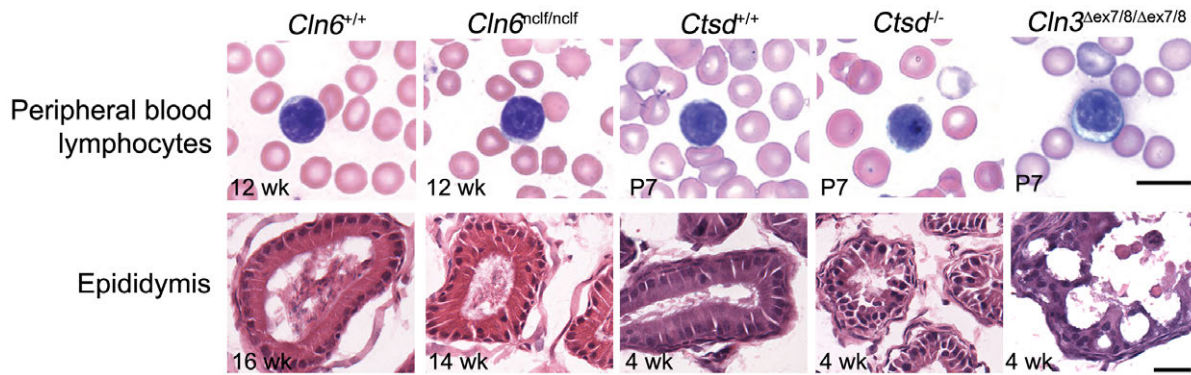 Cln6+/+ Cln6nclf/nclf Ctsd+/+ Ctsd-/- Cln3Δex7/8/Δex7/8
Peripheral blood
lymphocytes
12 wk 12 wk P7 P7 P7
Epididymis
16 wk 14 wk 4 wk 4 wk 4 wk